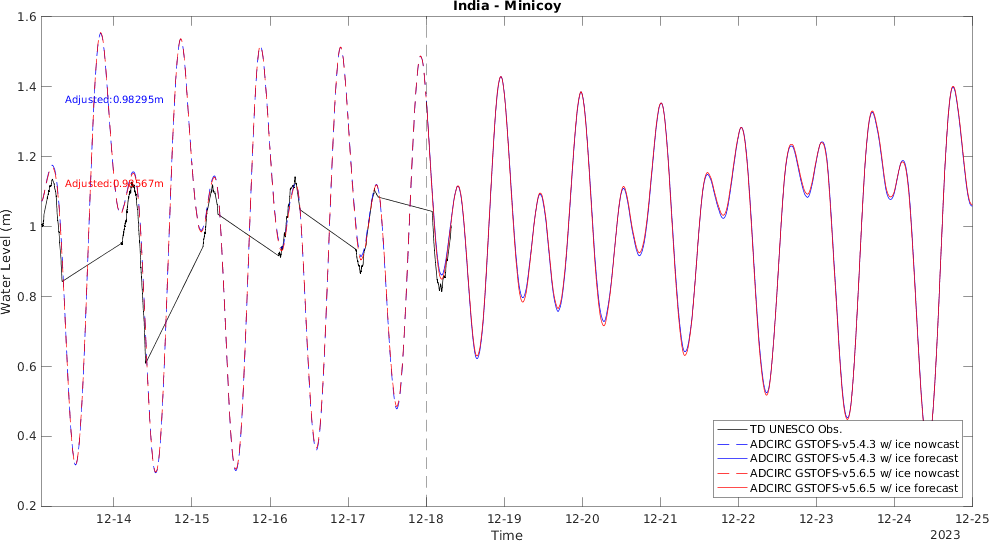 India - Minicoy
1.6
1.4
1.2
1
0.8
0.6
0.4
0.2
Water Level (m)
Adjusted:0.98295m
TD UNESCO Obs.
ADCIRC GSTOFS-v5.4.3 w/ ice nowcast
ADCIRC GSTOFS-v5.4.3 w/ ice forecast
ADCIRC GSTOFS-v5.6.5 w/ ice nowcast
ADCIRC GSTOFS-v5.6.5 w/ ice forecast
12-14 12-15 12-16 12-17 12-18 12-19 12-20 12-21 12-22 12-23 12-24 12-25
Time
2023